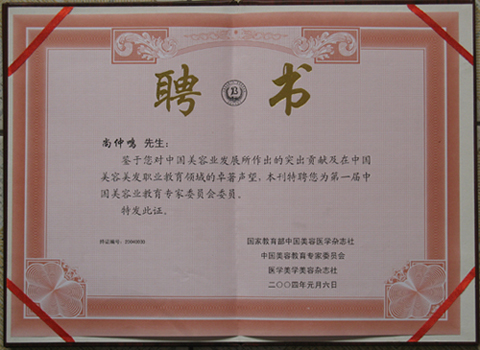 聘书
尚仲鸣 先生:
鉴于您对中国美容业发展所作出的突出贡献及在中国
美容美发职业教育领域的卓著声望,本刊特聘您为第一届中
国美容业教育专家委员会委员。
特发此证。
特证编号:
国家教育部中国美容医学杂志社
中国美容教育专家委员会
医学美学美容杂志社
二〇〇四年元月六日